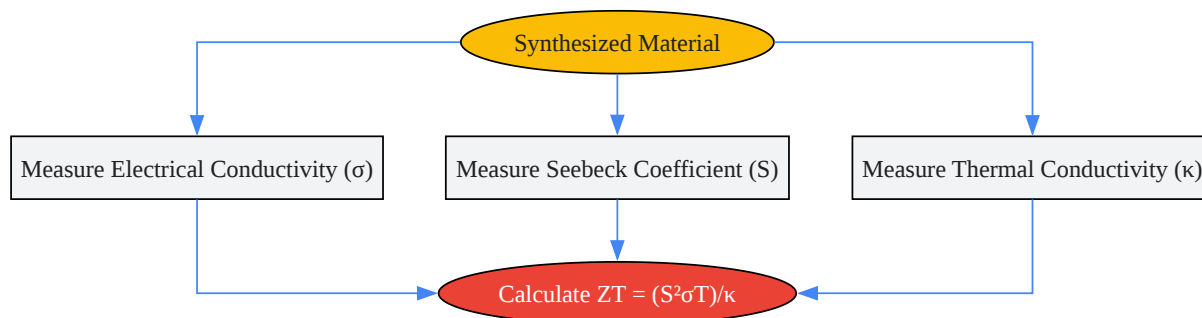 Synthesized Material
Measure Electrical Conductivity (σ)
Measure Seebeck Coefficient (S)
Measure Thermal Conductivity (κ)
Calculate ZT = (S²σT)/κ